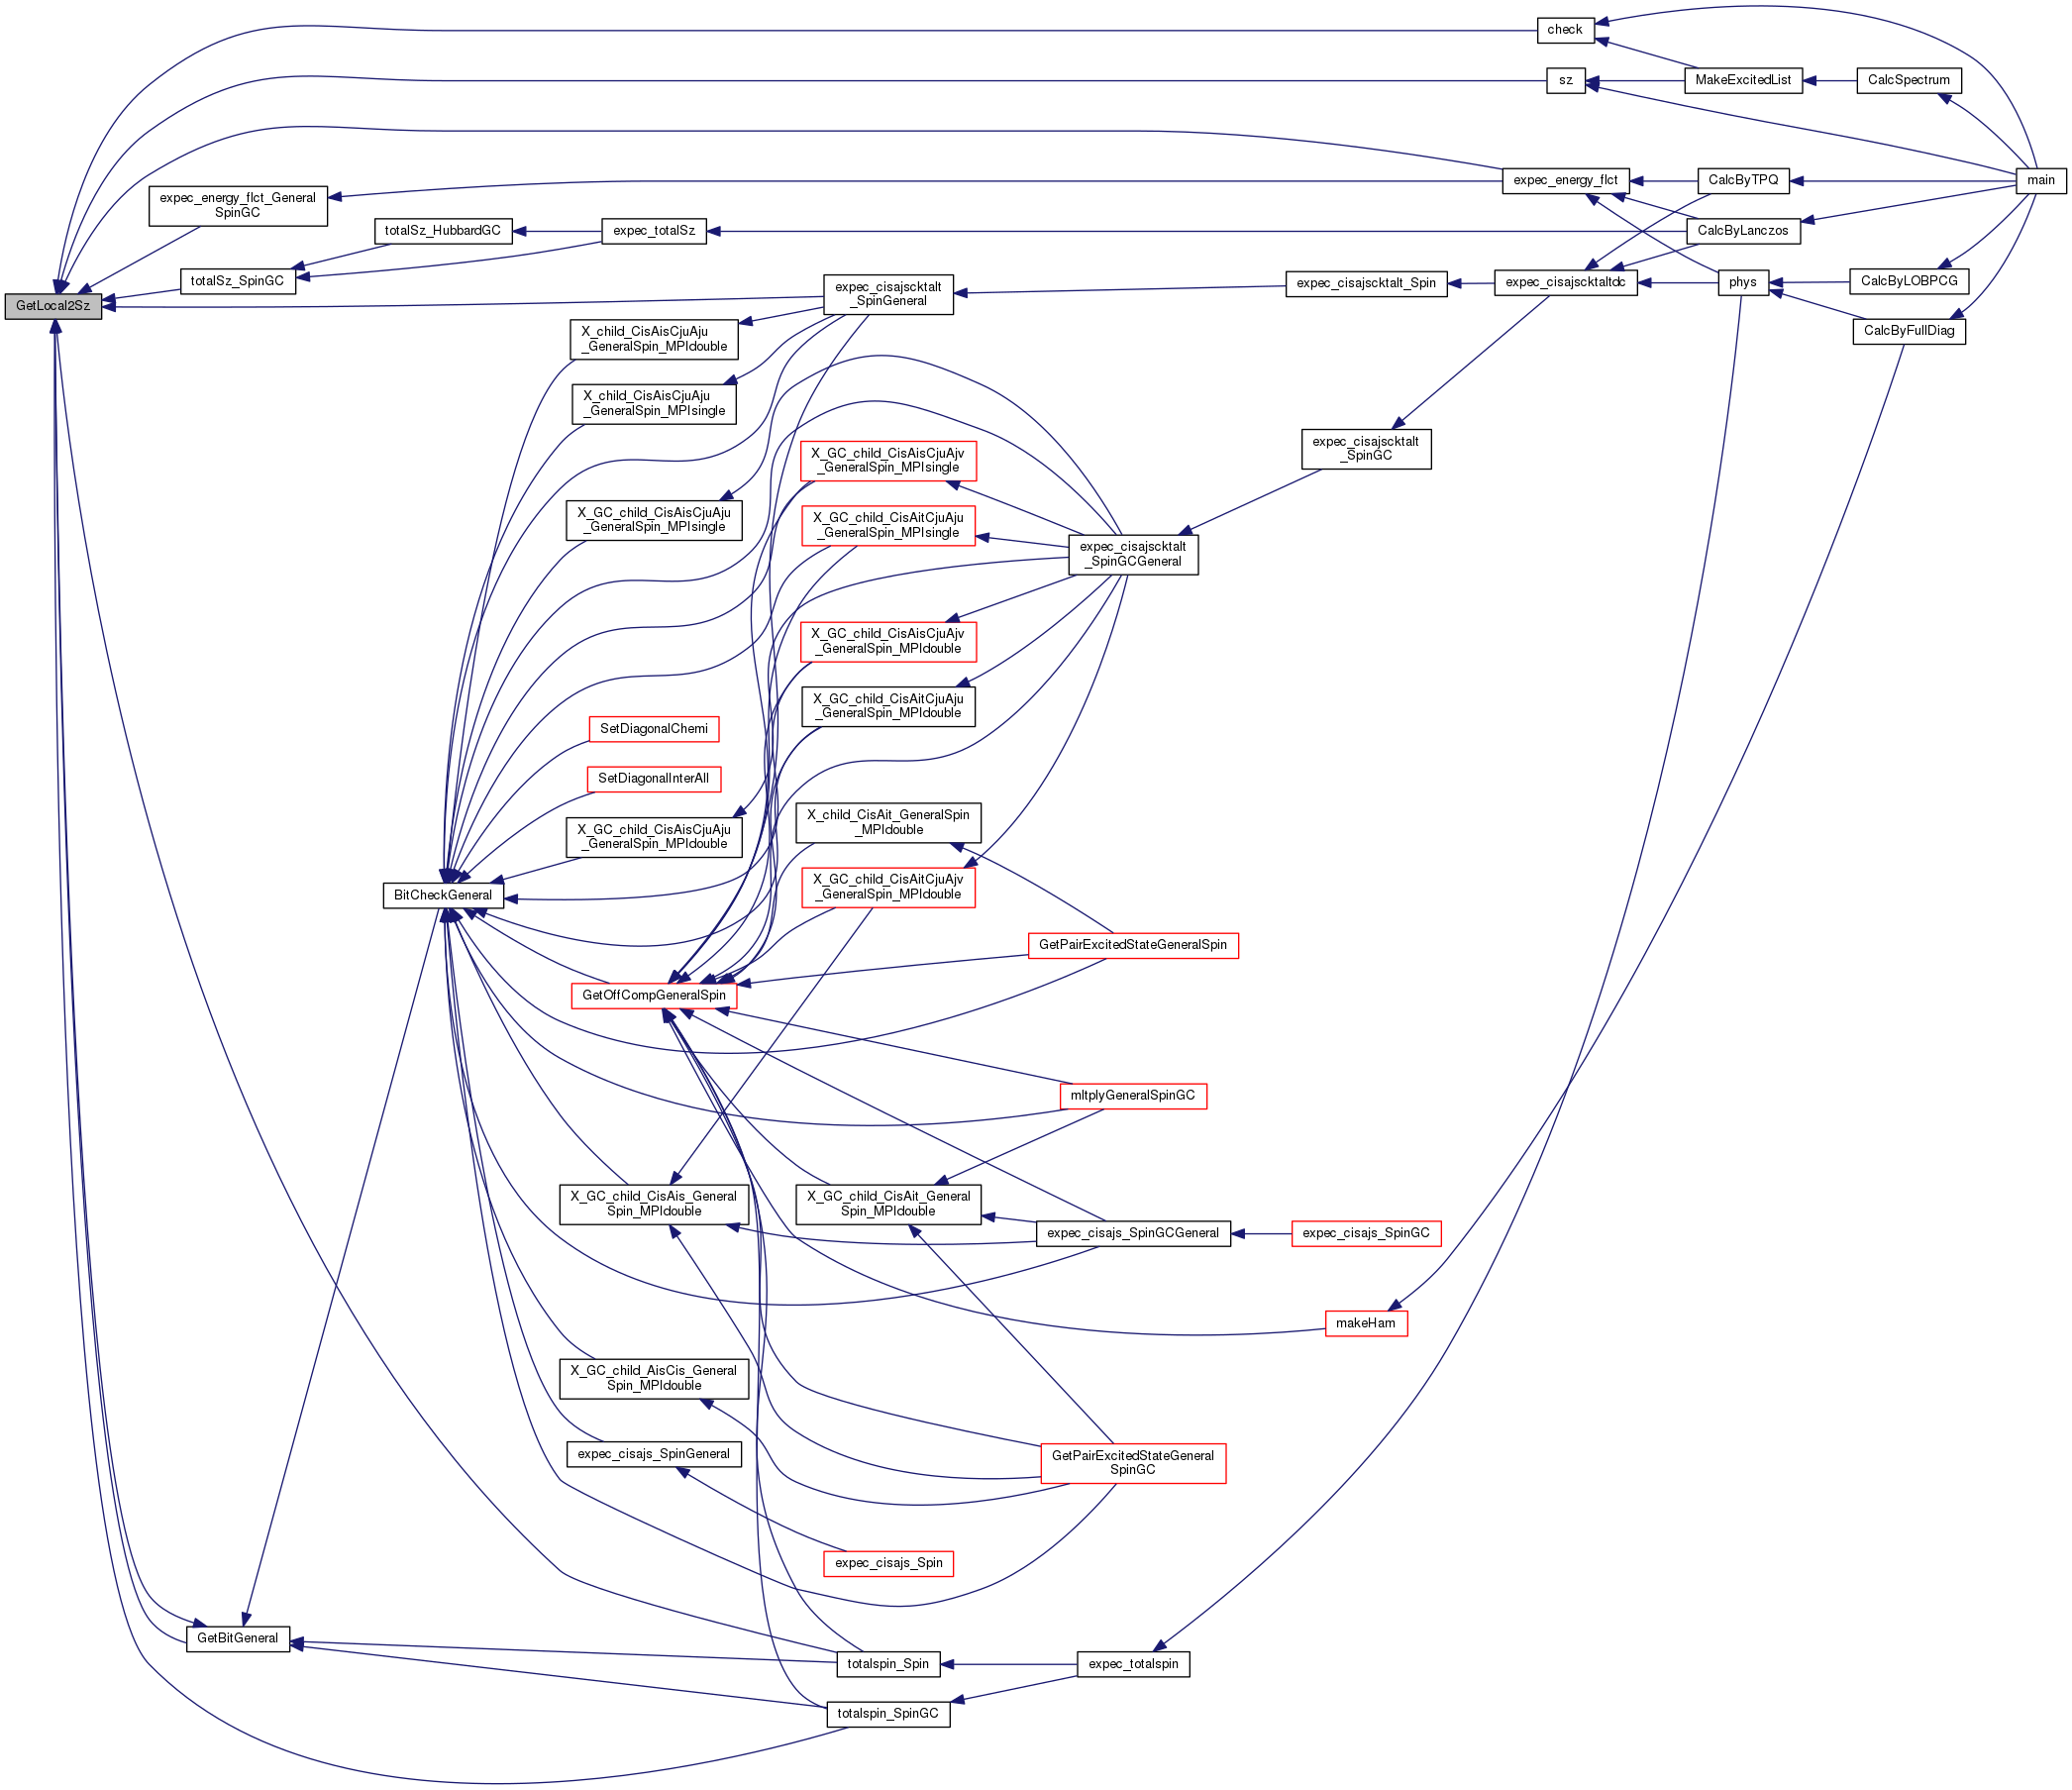 check
sz
MakeExcitedList
CalcSpectrum
expec_energy_flct
CalcByTPQ
main
expec_energy_flct_General
SpinGC
totalSz_HubbardGC
expec_totalSz
CalcByLanczos
totalSz_SpinGC
expec_cisajscktalt
_SpinGeneral
expec_cisajscktalt_Spin
expec_cisajscktaltdc
phys
CalcByLOBPCG
GetLocal2Sz
X_child_CisAisCjuAju
_GeneralSpin_MPIdouble
CalcByFullDiag
X_child_CisAisCjuAju
_GeneralSpin_MPIsingle
X_GC_child_CisAisCjuAjv
_GeneralSpin_MPIsingle
expec_cisajscktalt
_SpinGC
X_GC_child_CisAisCjuAju
_GeneralSpin_MPIsingle
X_GC_child_CisAitCjuAju
_GeneralSpin_MPIsingle
expec_cisajscktalt
_SpinGCGeneral
X_GC_child_CisAisCjuAjv
_GeneralSpin_MPIdouble
X_GC_child_CisAitCjuAju
_GeneralSpin_MPIdouble
SetDiagonalChemi
SetDiagonalInterAll
X_GC_child_CisAisCjuAju
_GeneralSpin_MPIdouble
X_child_CisAit_GeneralSpin
_MPIdouble
BitCheckGeneral
X_GC_child_CisAitCjuAjv
_GeneralSpin_MPIdouble
GetPairExcitedStateGeneralSpin
GetOffCompGeneralSpin
mltplyGeneralSpinGC
X_GC_child_CisAis_General
Spin_MPIdouble
X_GC_child_CisAit_General
Spin_MPIdouble
expec_cisajs_SpinGCGeneral
expec_cisajs_SpinGC
makeHam
X_GC_child_AisCis_General
Spin_MPIdouble
expec_cisajs_SpinGeneral
GetPairExcitedStateGeneral
SpinGC
expec_cisajs_Spin
GetBitGeneral
totalspin_Spin
expec_totalspin
totalspin_SpinGC